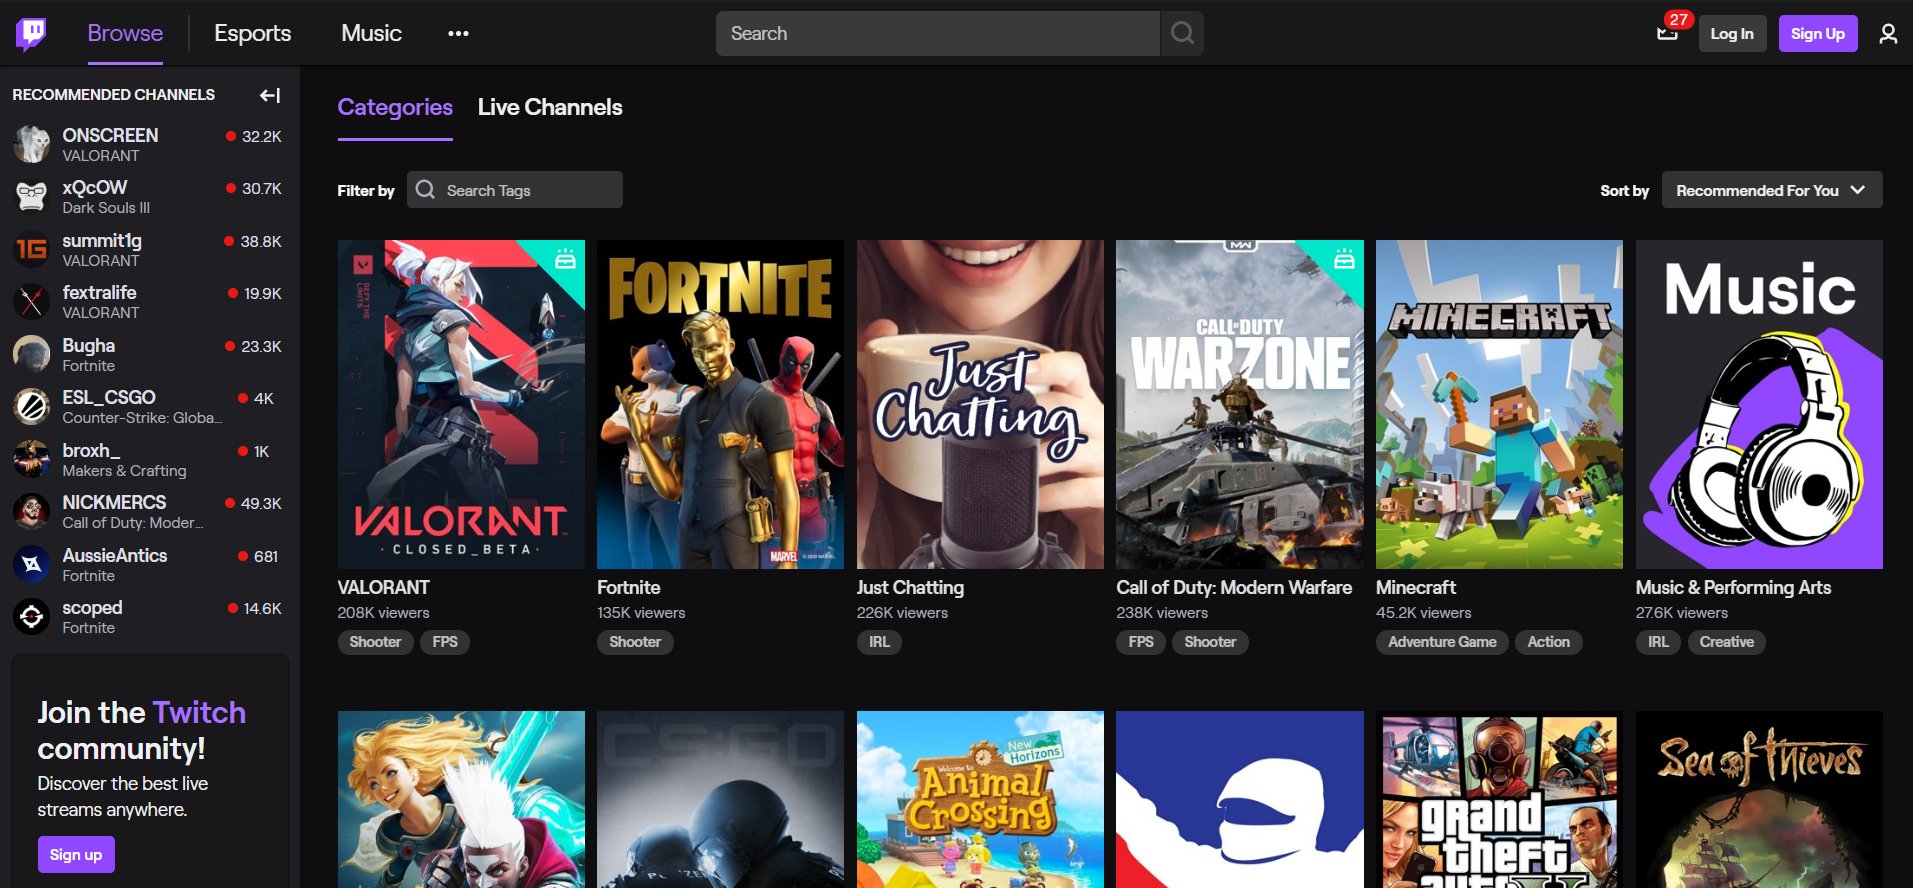 Browse
Esports
Music
Search
27
Log In
Sign Up
RECOMMENDED CHANNELS
ONSCREEN
32.2K
VALORANT
xQcOW
30.7K
Dark Souls III
summit1g
38.8K
VALORANT
fextralife
19.9K
VALORANT
Bugha
23.3K
Fortnite
ESL_CSGO
4K
Counter-Strike: Globa...
broxh_
1K
Makers & Crafting
NICKMERCS
49.3K
Call of Duty: Moder...
AussieAntics
681
Fortnite
scoped
14.6K
Fortnite
Join the Twitch
community!
Discover the best live
streams anywhere.
Sign up
Categories
Live Channels
Filter by
Search Tags
Sort by
Recommended For You
DEFY THE
LIMITS
VALORANT
CLOSED_BETA
VALORANT
208K viewers
Shooter
FPS
FORTNITE
MARVEL
Fortnite
135K viewers
Shooter
Just
Chatting
Just Chatting
226K viewers
IRL
MW
CALL OF DUTY
WARZONE
Call of Duty: Modern Warfare
238K viewers
FPS
Shooter
MINECRAFT
Minecraft
45.2K viewers
Adventure Game
Action
Music
Music & Performing Arts
27.6K viewers
IRL
Creative
CS:GO
New
Horizons
Welcome to
Animal
Crossing
grand
theft
auto
Sea of Thieves